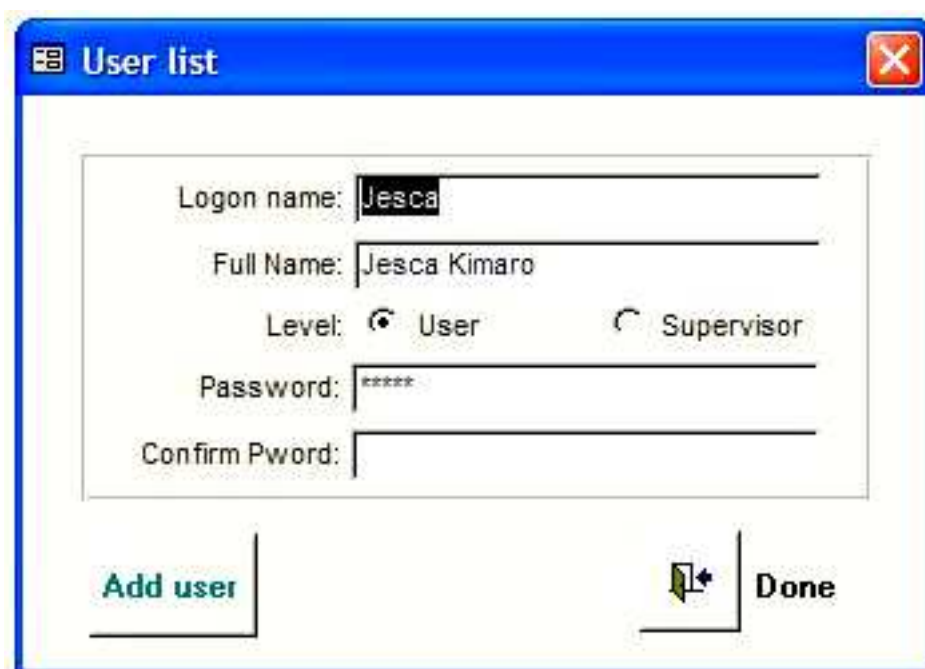 User list
Logon name: Jesca
Full Name: Jesca Kimaro
Level: User Supervisor
Password: *****
Confirm Pword:
Add user Done